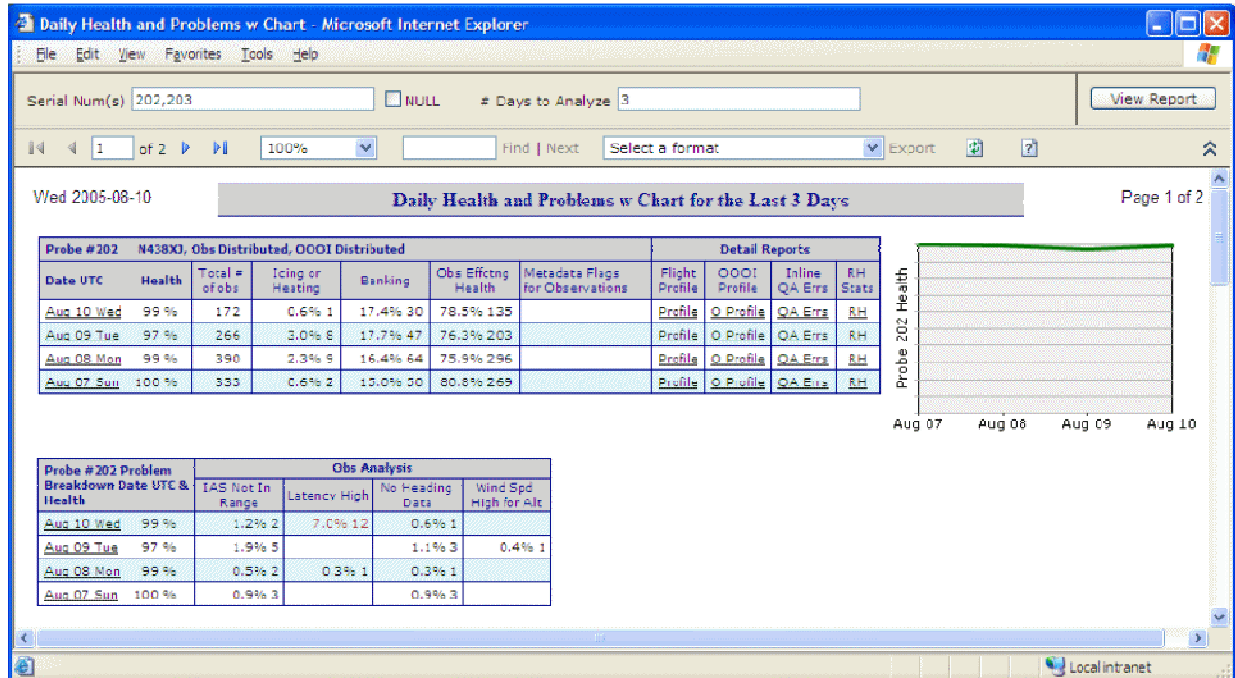 Daily Health and Problems w Chart - Microsoft Internet Explorer
File Edit View Favorites Tools Help
Serial Num(s) 202,203 NULL # Days to Analyze 3 View Report
1 of 2 100% Find | Next Select a format Export
Wed 2005-08-10 Daily Health and Problems w Chart for the Last 3 Days Page 1 of 2
Probe #202 N438XJ, Obs Distributed, OOOI Distributed Detail Reports
Date UTC Health Total # of obs Icing or Heating Banking Obs Effctng Health Metadata Flags for Observations Flight Profile OOOI Profile Inline QA Errs RH Stats
Aug 10 Wed 99 % 172 0.6% 1 17.4% 30 78.5% 135 Profile O Profile QA Errs RH
Aug 09 Tue 97 % 266 3.0% 8 17.7% 47 76.3% 203 Profile O Profile QA Errs RH
Aug 08 Mon 99 % 390 2.3% 9 16.4% 64 75.9% 296 Profile O Profile QA Errs RH
Aug 07 Sun 100 % 333 0.6% 2 15.0% 50 80.8% 269 Profile O Profile QA Errs RH
Probe 202 Health
Aug 07 Aug 08 Aug 09 Aug 10
Probe #202 Problem Breakdown Date UTC & Health Obs Analysis
IAS Not In Range Latency High No Heading Data Wind Spd High for Alt
Aug 10 Wed 99 % 1.2% 2 7.0% 12 0.6% 1
Aug 09 Tue 97 % 1.9% 5 1.1% 3 0.4% 1
Aug 08 Mon 99 % 0.5% 2 0.3% 1 0.3% 1
Aug 07 Sun 100 % 0.9% 3 0.9% 3
Local intranet